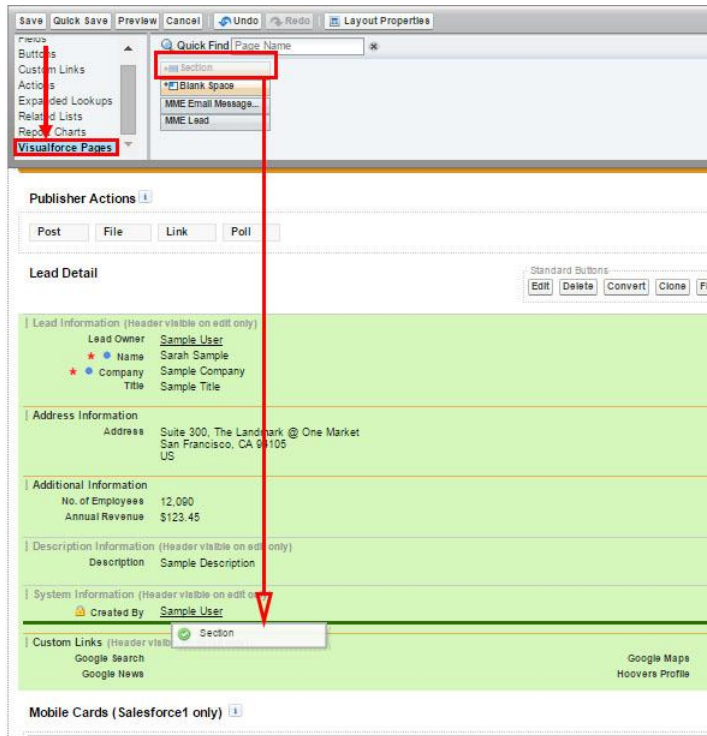 Save Quick Save Preview Cancel Undo Redo Layout Properties
Fields
Buttons
Custom Links
Actions
Expanded Lookups
Related Lists
Report Charts
Visualforce Pages
Quick Find Page Name
Section
Blank Space
MME Email Message...
MME Lead
Publisher Actions
Post File Link Poll
Lead Detail
Standard Buttons
Edit Delete Convert Clone
Lead Information (Header visible on edit only)
Lead Owner Sample User
Name Sarah Sample
Company Sample Company
Title Sample Title
Address Information
Address Suite 300, The Landmark @ One Market
San Francisco, CA 94105
US
Additional Information
No. of Employees 12,090
Annual Revenue $123.45
Description Information (Header visible on edit only)
Description Sample Description
System Information (Header visible on edit only)
Created By Sample User
Section
Custom Links (Header
Google Search Google Maps
Google News Hoovers Profile
Mobile Cards (Salesforce1 only)